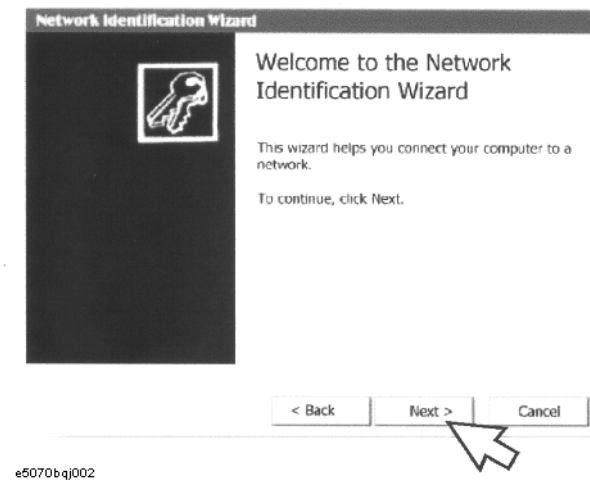 Network Identification Wizard
Welcome to the Network
Identification Wizard
This wizard helps you connect your computer to a
network.
To continue, click Next.
< Back
Next >
Cancel
e5070bqj002